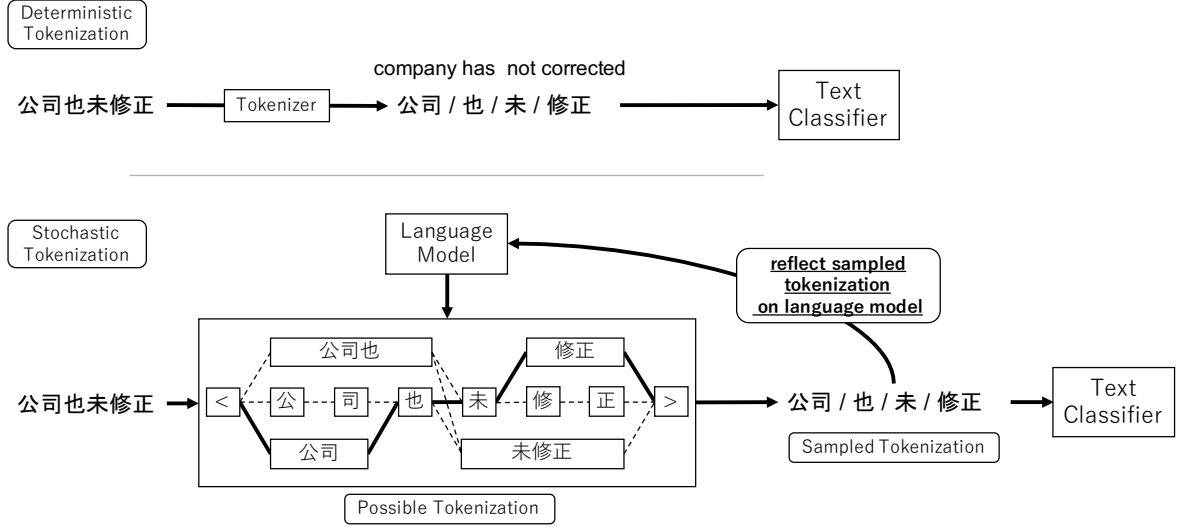 Deterministic
Tokenization
company has not corrected
公司也未修正
Tokenizer
公司 / 也 / 未 / 修正
Text
Classifier
Stochastic
Tokenization
Language
Model
reflect sampled
tokenization
on language model
公司也未修正
公司也
修正
<
公
司
也
未
修
正
>
公司
未修正
公司 / 也 / 未 / 修正
Text
Classifier
Sampled Tokenization
Possible Tokenization